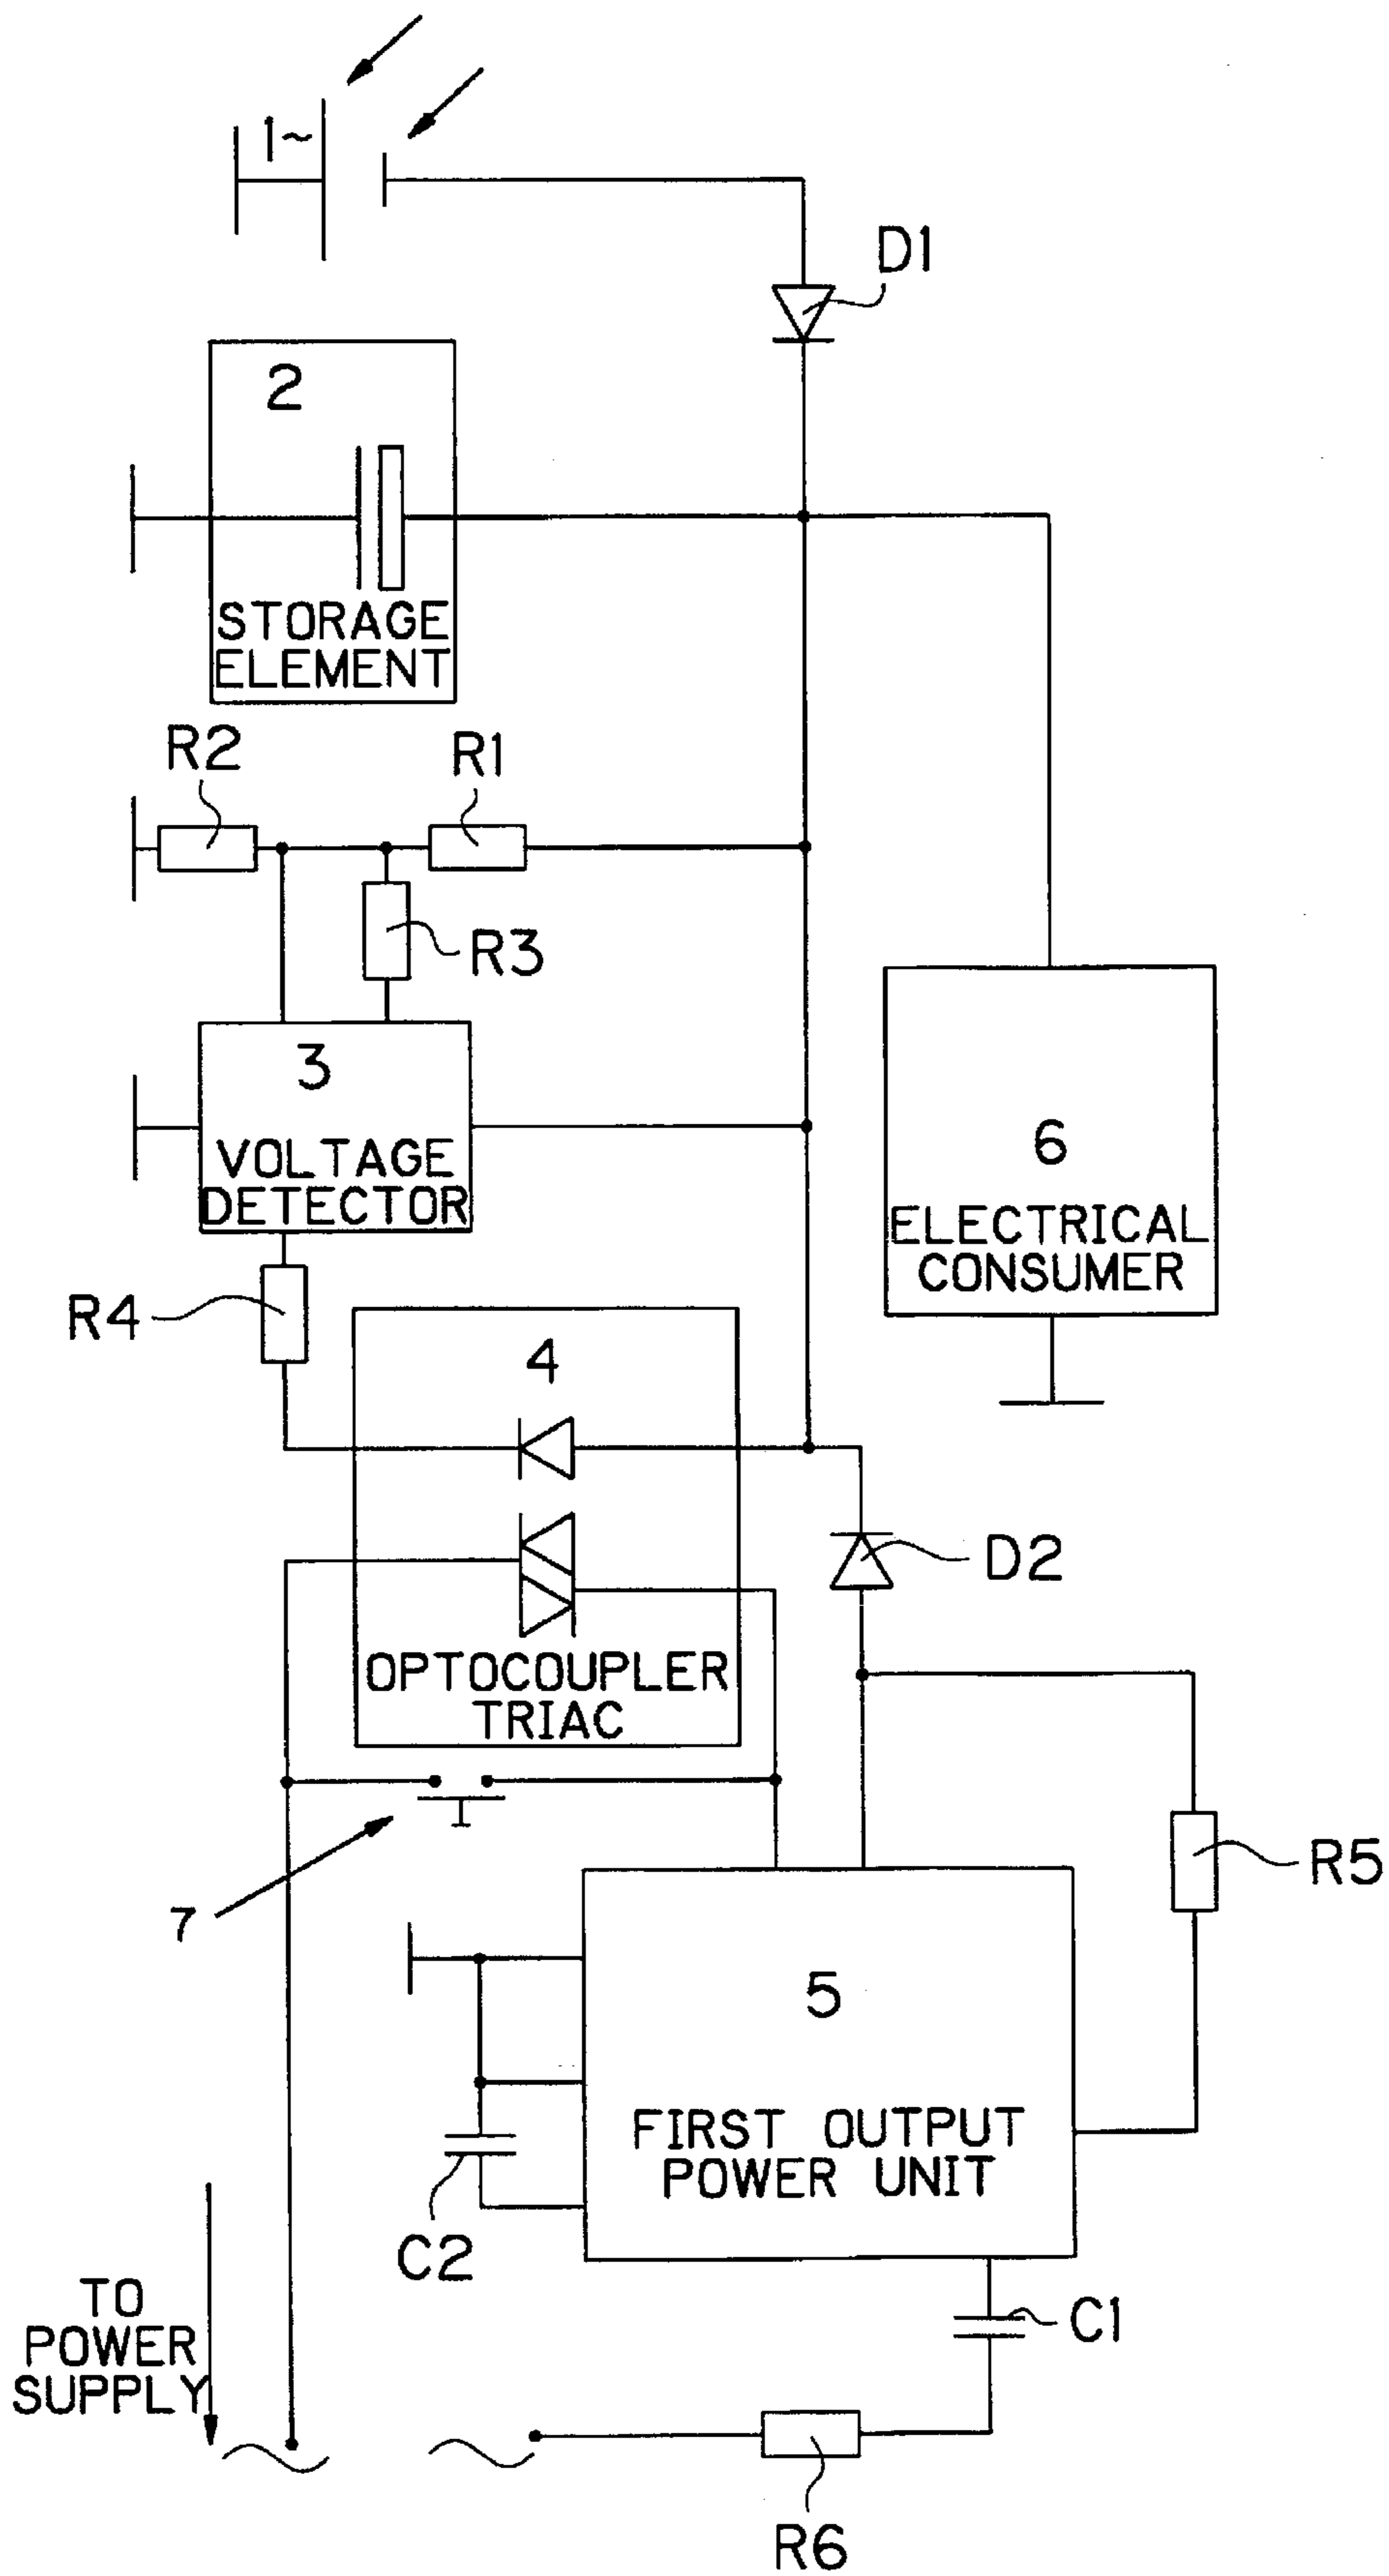 1~
D1
2
STORAGE
ELEMENT
R2
R1
R3
3
VOLTAGE
DETECTOR
6
ELECTRICAL
CONSUMER
R4
4
D2
OPTOCOUPLER
TRIAC
R5
7
5
FIRST OUTPUT
POWER UNIT
C2
C1
TO
POWER
SUPPLY
R6